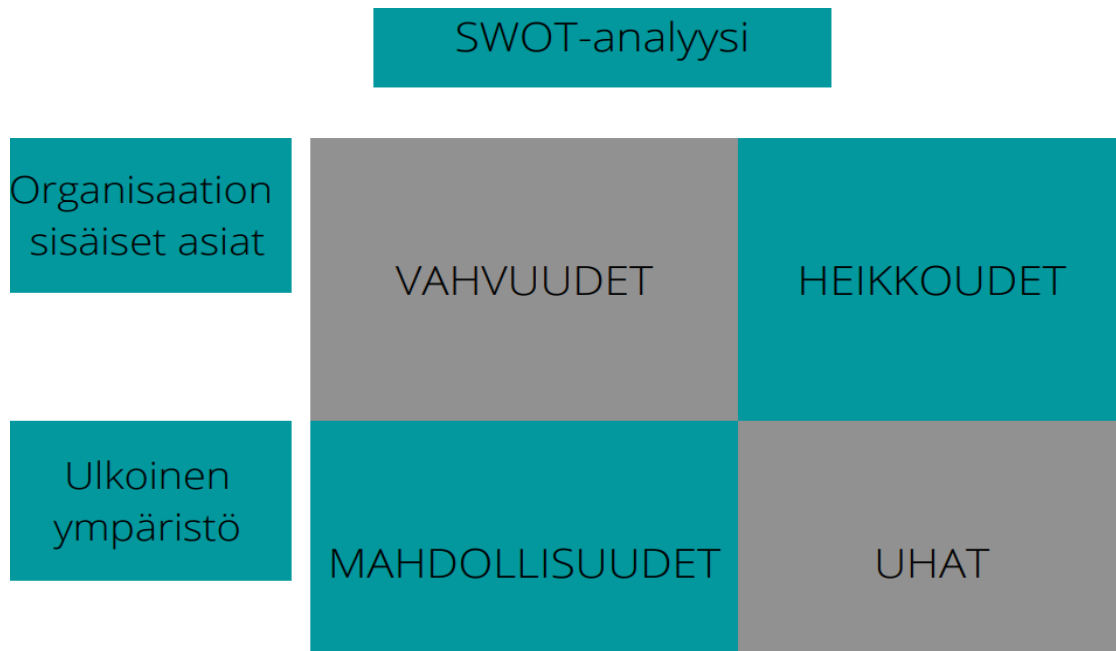 SWOT-analyysi
Organisaation
sisäiset asiat
VAHVUUDET
HEIKKOUDET
Ulkoinen
ympäristö
MAHDOLLISUUDET
UHAT